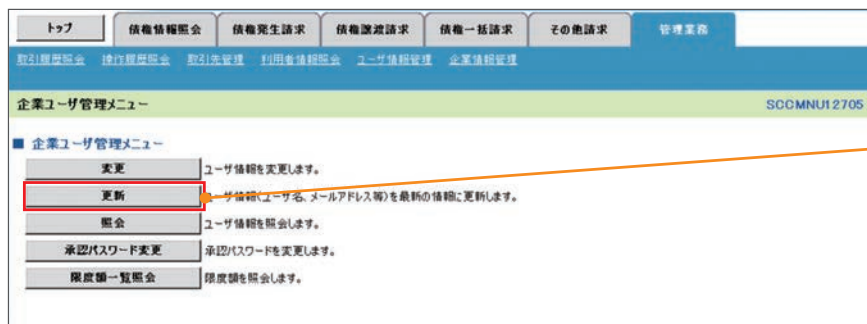 トップ 債権情報照会 債権発生請求 債権譲渡請求 債権一括請求 その他請求 管理業務
取引履歴照会 操作履歴照会 取引先管理 利用者情報照会 ユーザ情報管理 企業情報管理
企業ユーザ管理メニュー SCCMNU12705
■ 企業ユーザ管理メニュー
変更 ユーザ情報を変更します。
更新 ユーザ情報(ユーザ名、メールアドレス等)を最新の情報に更新します。
照会 ユーザ情報を照会します。
承認パスワード変更 承認パスワードを変更します。
限度額一覧照会 限度額を照会します。